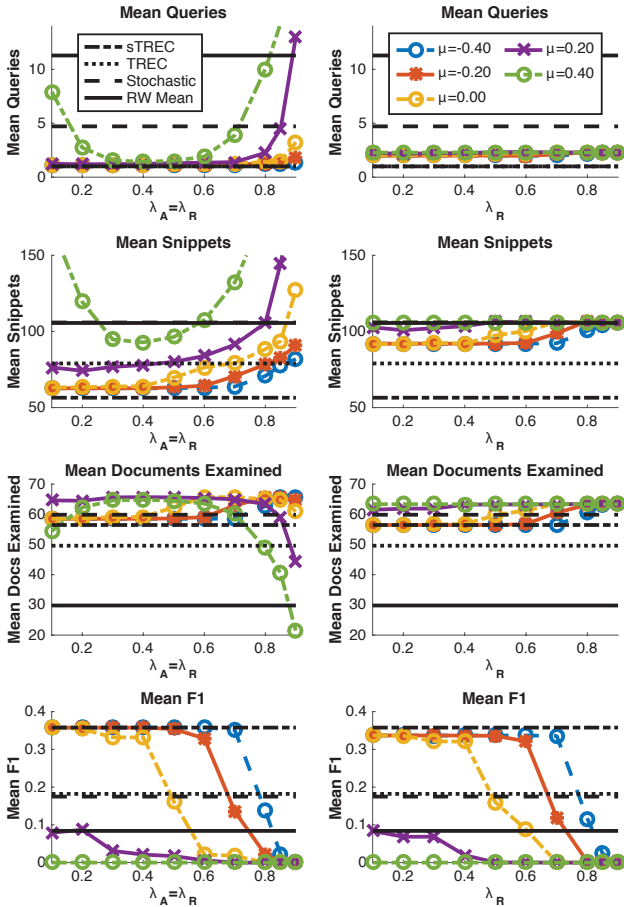 Mean Queries
Mean Queries
10
5
0
sTREC
TREC
Stochastic
RW Mean
0.2 0.4 0.6 0.8
λA=λR
Mean Queries
Mean Queries
10
5
0
μ=-0.40
μ=-0.20
μ=0.00
μ=0.20
μ=0.40
0.2 0.4 0.6 0.8
λR
Mean Snippets
Mean Snippets
150
100
50
0.2 0.4 0.6 0.8
λA=λR
Mean Snippets
Mean Snippets
150
100
50
0.2 0.4 0.6 0.8
λR
Mean Documents Examined
Mean Docs Examined
70
60
50
40
30
20
0.2 0.4 0.6 0.8
λA=λR
Mean Documents Examined
Mean Docs Examined
70
60
50
40
30
20
0.2 0.4 0.6 0.8
λR
Mean F1
Mean F1
0.4
0.3
0.2
0.1
0
0.2 0.4 0.6 0.8
λA=λR
Mean F1
Mean F1
0.4
0.3
0.2
0.1
0
0.2 0.4 0.6 0.8
λR